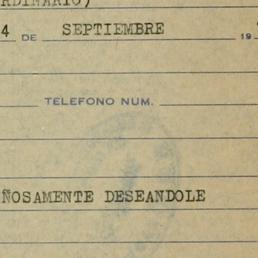 RDINARIO)
4 DE SEPTIEMBRE 19
TELEFONO NUM.
ÑOSAMENTE DESEANDOLE